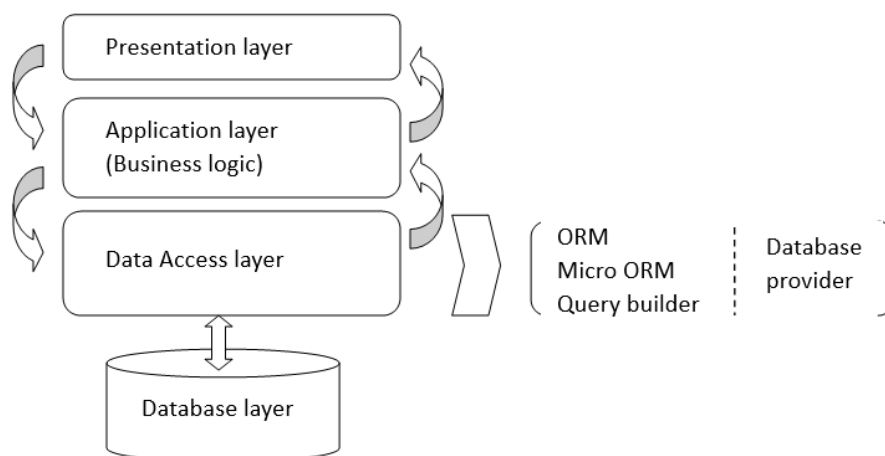 Presentation layer
Application layer
(Business logic)
Data Access layer
ORM
Micro ORM
Query builder
Database
provider
Database layer